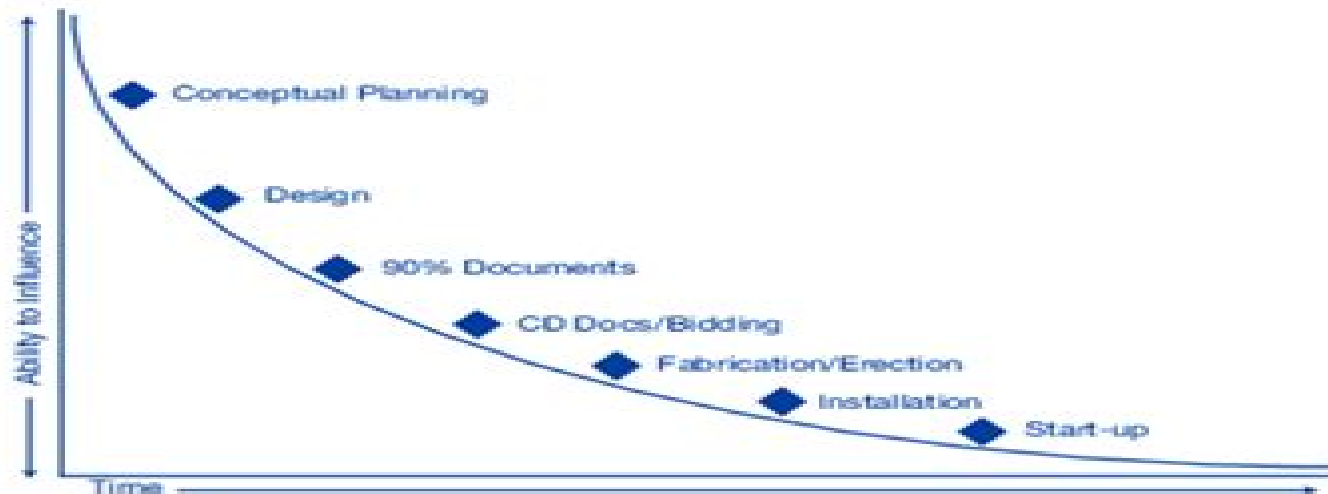 Conceptual Planning
Design
90% Documents
CD Docs/Bidding
Fabrication/Erection
Installation
Start-up
Ability to Influence
Time